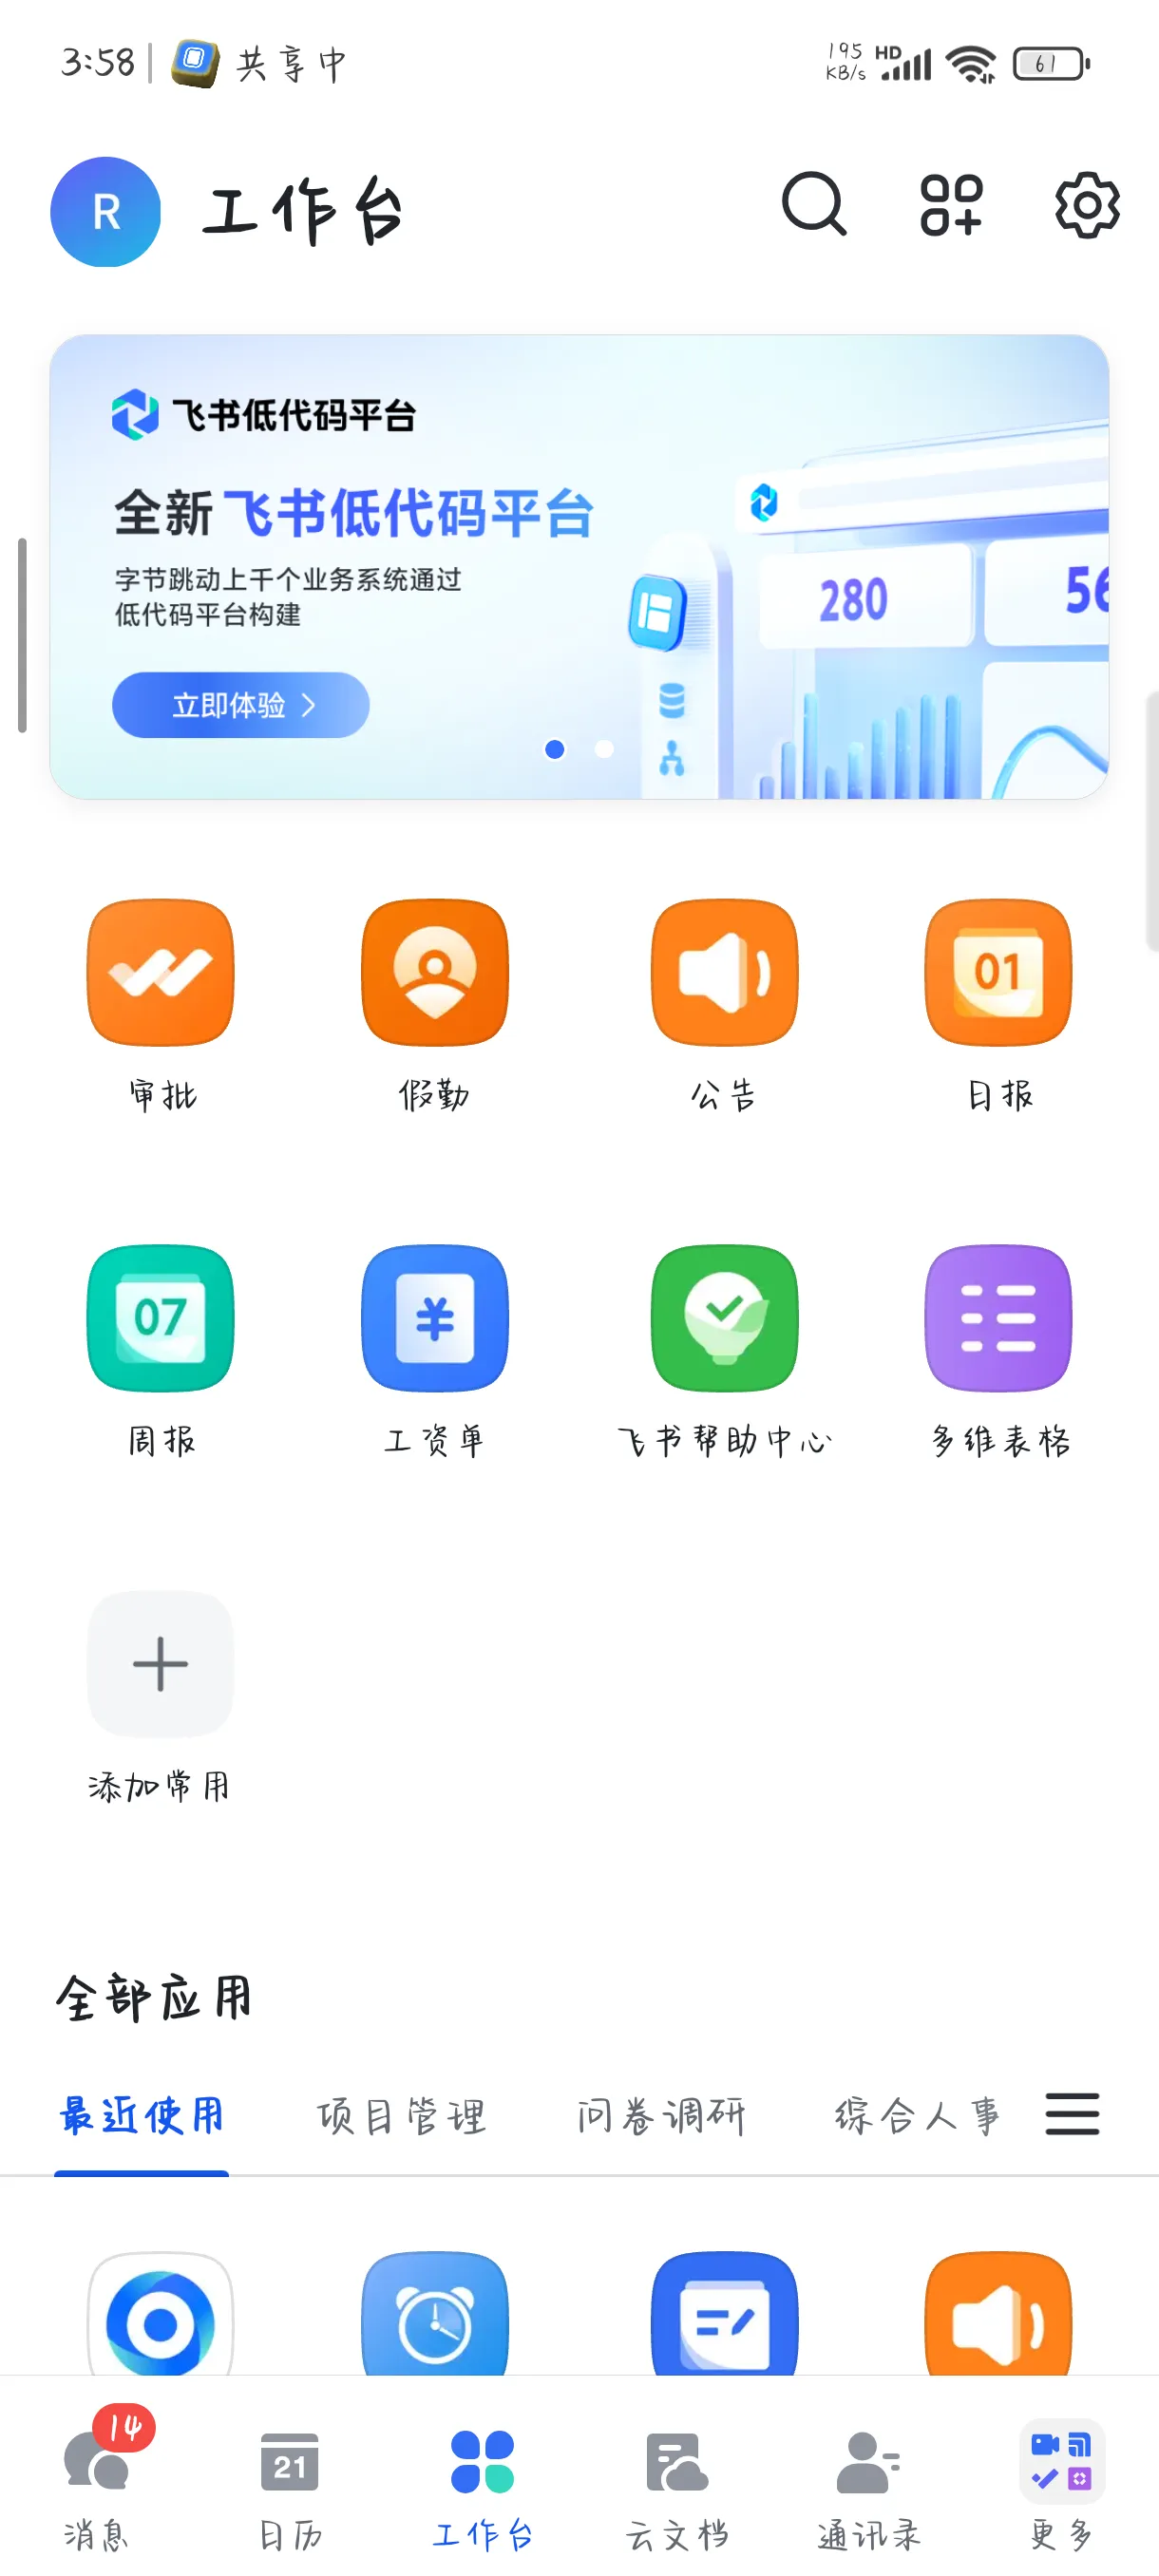 3:58 共享中 195 KB/s HD 61
R 工作台
飞书低代码平台
全新 飞书低代码平台
字节跳动上千个业务系统通过
低代码平台构建
立即体验
280 56
审批 假勤 公告 日报
01
07
周报 工资单 飞书帮助中心 多维表格
添加常用
全部应用
最近使用 项目管理 问卷调研 综合人事
14
21
消息 日历 工作台 云文档 通讯录 更多